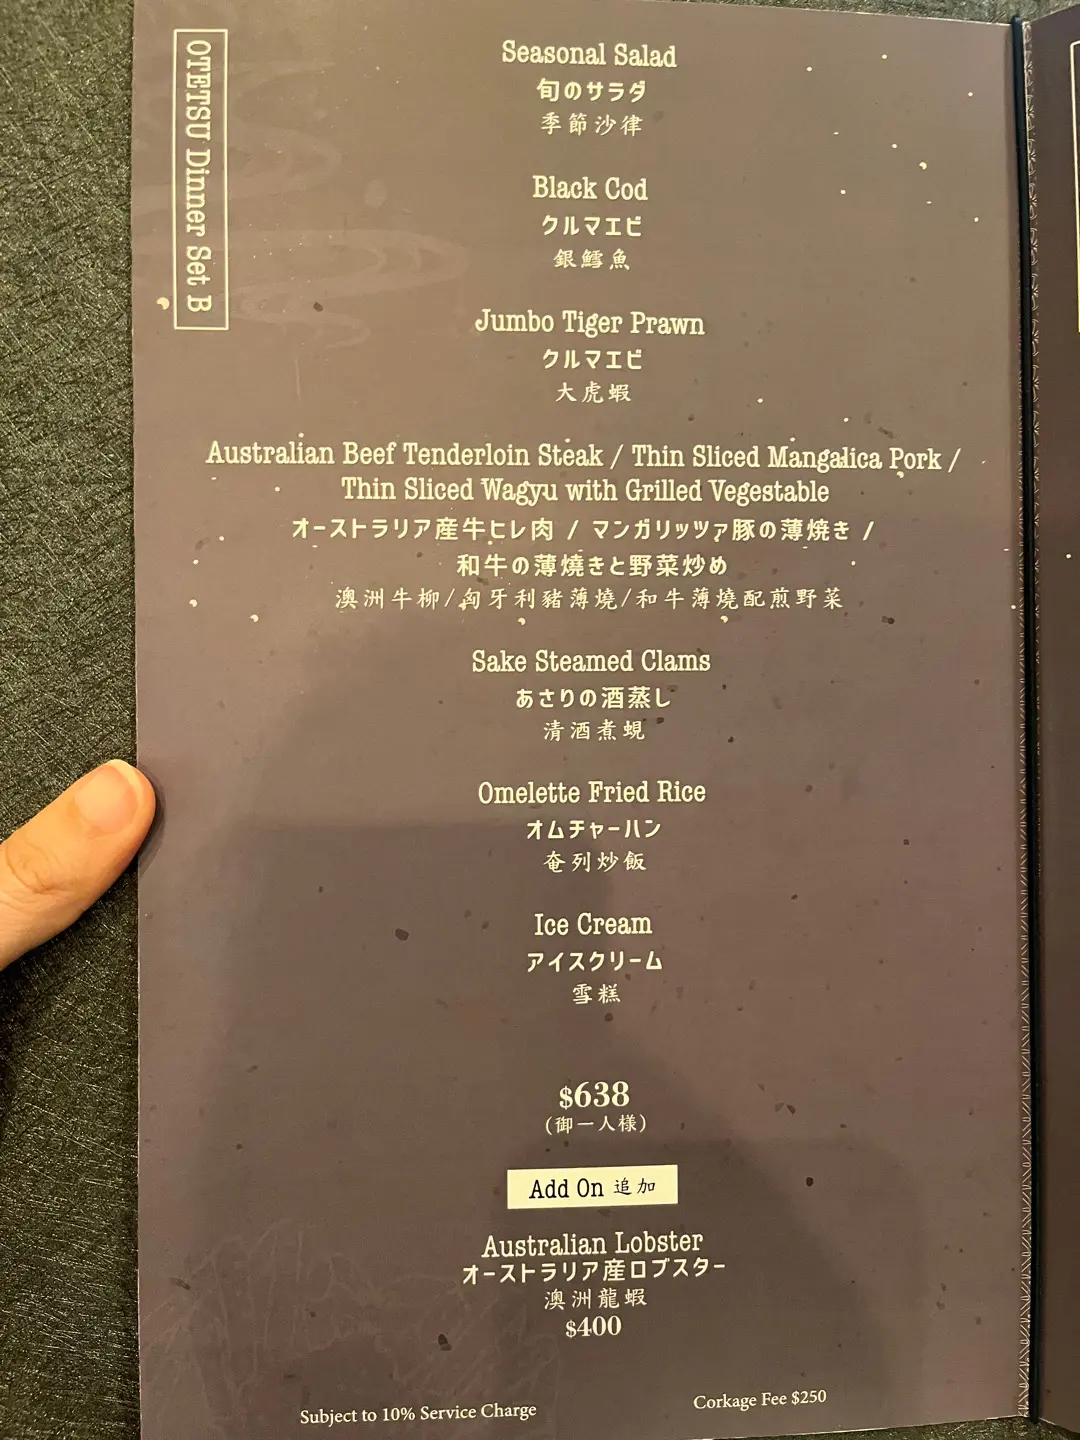 OTETSU Dinner Set B
Seasonal Salad
旬のサラダ
季節沙律
Black Cod
クルマエビ
銀鱈魚
Jumbo Tiger Prawn
クルマエビ
大虎蝦
Australian Beef Tenderloin Steak / Thin Sliced Mangalica Pork /
Thin Sliced Wagyu with Grilled Vegestable
オーストラリア産牛ヒレ肉 / マンガリッツァ豚の薄焼き /
和牛の薄焼きと野菜炒め
澳洲牛柳/匈牙利豬薄燒/和牛薄燒配煎野菜
Sake Steamed Clams
あさりの酒蒸し
清酒煮蜆
Omelette Fried Rice
オムチャーハン
奄列炒飯
Ice Cream
アイスクリーム
雪糕
$638
(御一人様)
Add On 追加
Australian Lobster
オーストラリア産ロブスター
澳洲龍蝦
$400
Subject to 10% Service Charge
Corkage Fee $250